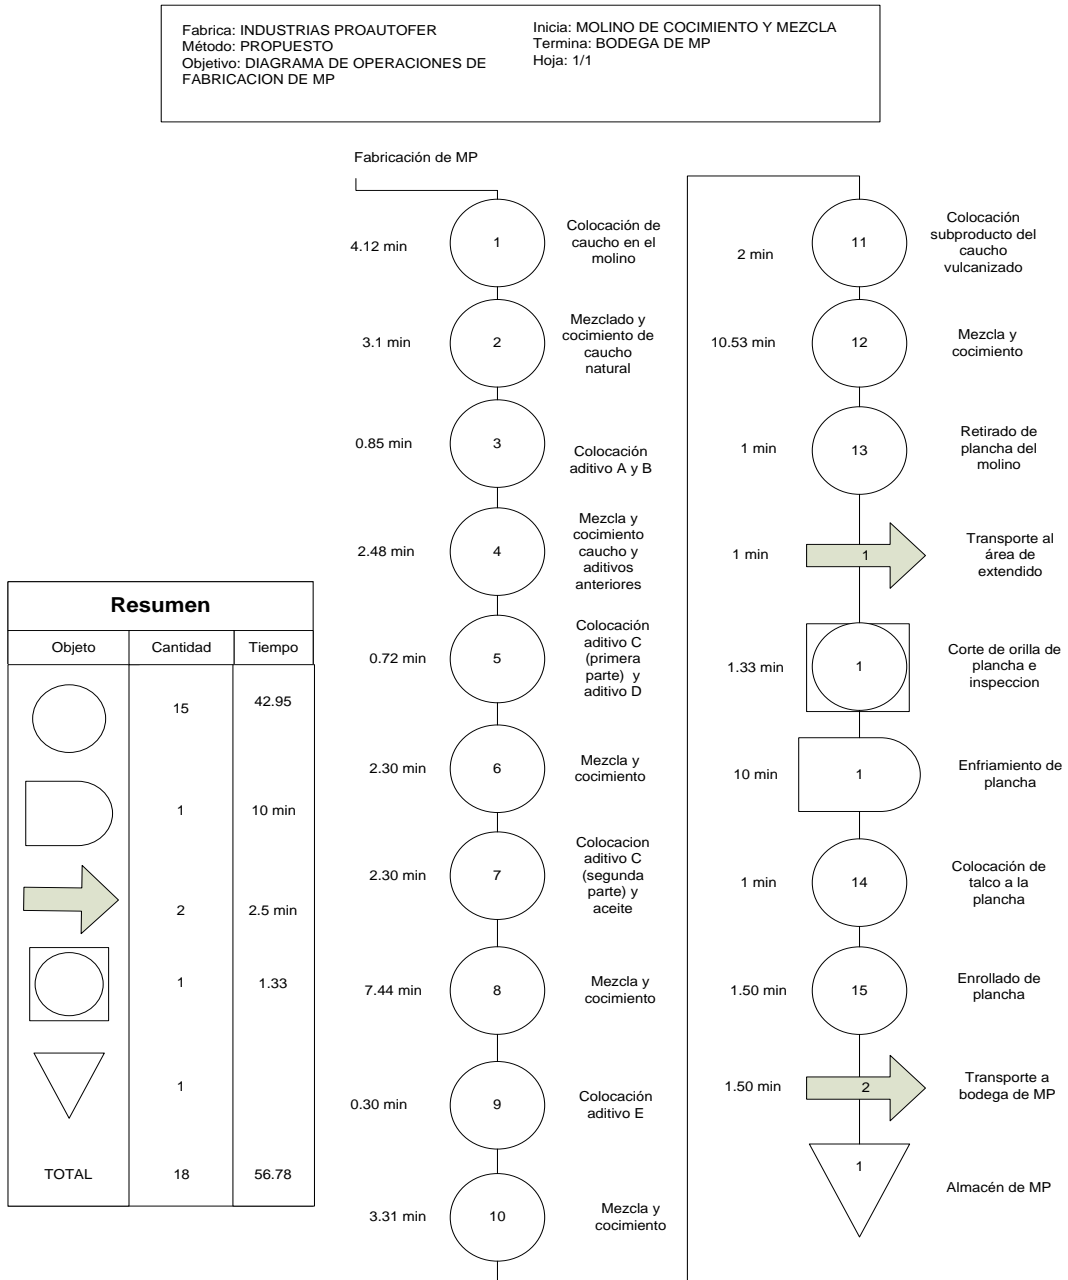 Fabrica: INDUSTRIAS PROAUTOFER
Método: PROPUESTO
Objetivo: DIAGRAMA DE OPERACIONES DE
FABRICACION DE MP
Inicia: MOLINO DE COCIMIENTO Y MEZCLA
Termina: BODEGA DE MP
Hoja: 1/1
Fabricación de MP
4.12 min
1
Colocación de
caucho en el
molino
3.1 min
2
Mezclado y
cocimiento de
caucho
natural
0.85 min
3
Colocación
aditivo A y B
2.48 min
4
Mezcla y
cocimiento
caucho y
aditivos
anteriores
0.72 min
5
Colocación
aditivo C
(primera
parte) y
aditivo D
2.30 min
6
Mezcla y
cocimiento
2.30 min
7
Colocacion
aditivo C
(segunda
parte) y
aceite
7.44 min
8
Mezcla y
cocimiento
0.30 min
9
Colocación
aditivo E
3.31 min
10
Mezcla y
cocimiento
2 min
11
Colocación
subproducto del
caucho
vulcanizado
10.53 min
12
Mezcla y
cocimiento
1 min
13
Retirado de
plancha del
molino
1 min
1
Transporte al
área de
extendido
1.33 min
1
Corte de orilla de
plancha e
inspeccion
10 min
1
Enfriamiento de
plancha
1 min
14
Colocación de
talco a la
plancha
1.50 min
15
Enrollado de
plancha
1.50 min
2
Transporte a
bodega de MP
1
Almacén de MP
Resumen
Objeto Cantidad Tiempo
15 42.95
1 10 min
2 2.5 min
1 1.33
1
TOTAL 18 56.78